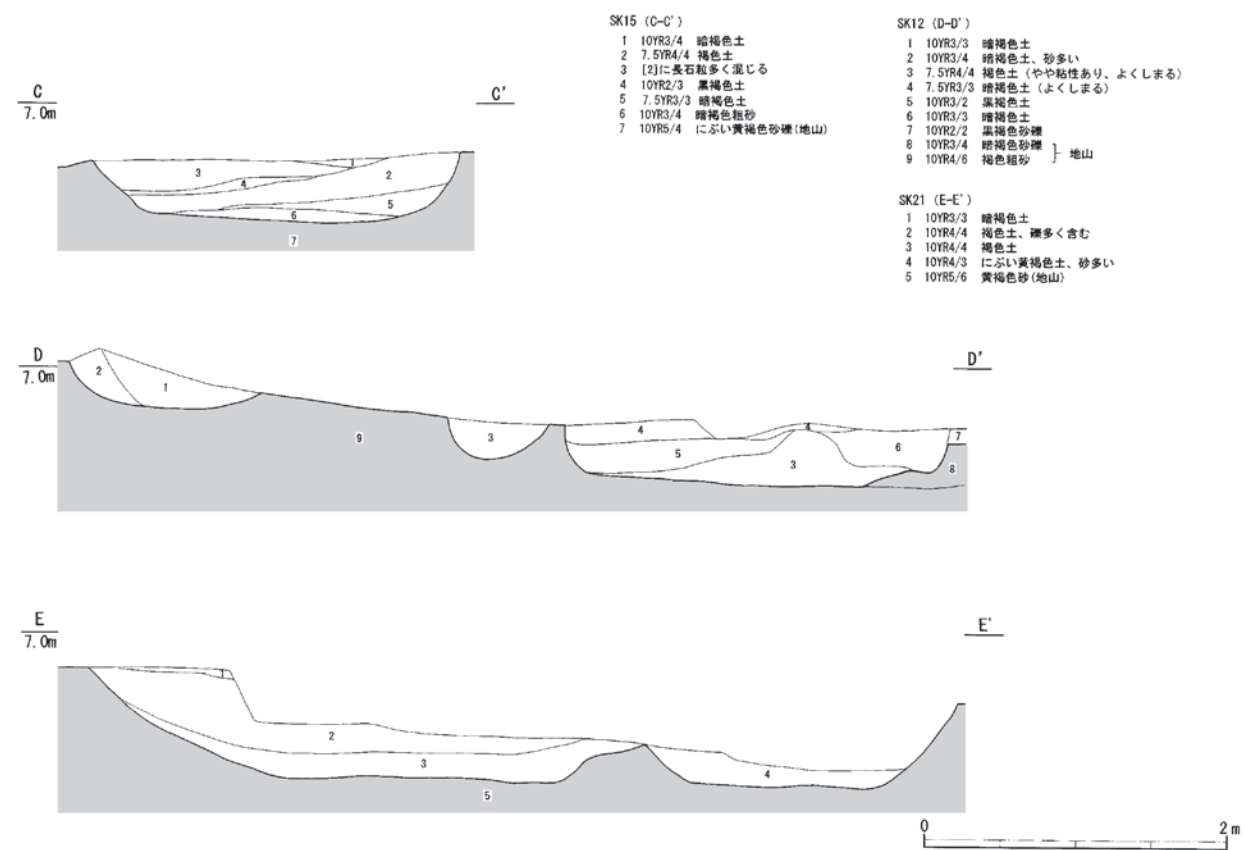 SK15 (C-C')
1 10YR3/4 暗褐色土
2 7.5YR4/4 褐色土
3 [2]に長石粒多く混じる
4 10YR2/3 黒褐色土
5 7.5YR3/3 暗褐色土
6 10YR3/4 暗褐色粗砂
7 10YR5/4 にぶい黄褐色砂礫(地山)
SK12 (D-D')
1 10YR3/3 暗褐色土
2 10YR3/4 暗褐色土、砂多い
3 7.5YR4/4 褐色土(やや粘性あり、よくしまる)
4 7.5YR3/3 暗褐色土(よくしまる)
5 10YR3/2 黒褐色土
6 10YR3/3 暗褐色土
7 10YR2/2 黒褐色砂礫
8 10YR3/4 暗褐色砂礫
9 10YR4/6 褐色粗砂
地山
SK21 (E-E')
1 10YR3/3 暗褐色土
2 10YR4/4 褐色土、礫多く含む
3 10YR4/4 褐色土
4 10YR4/3 にぶい黄褐色土、砂多い
5 10YR5/6 黄褐色砂(地山)
C
7.0m
C'
1
3
2
4
5
6
7
D
7.0m
D'
2
1
9
3
4
5
3
4
6
7
8
E
7.0m
E'
1
2
3
4
5
0
2m